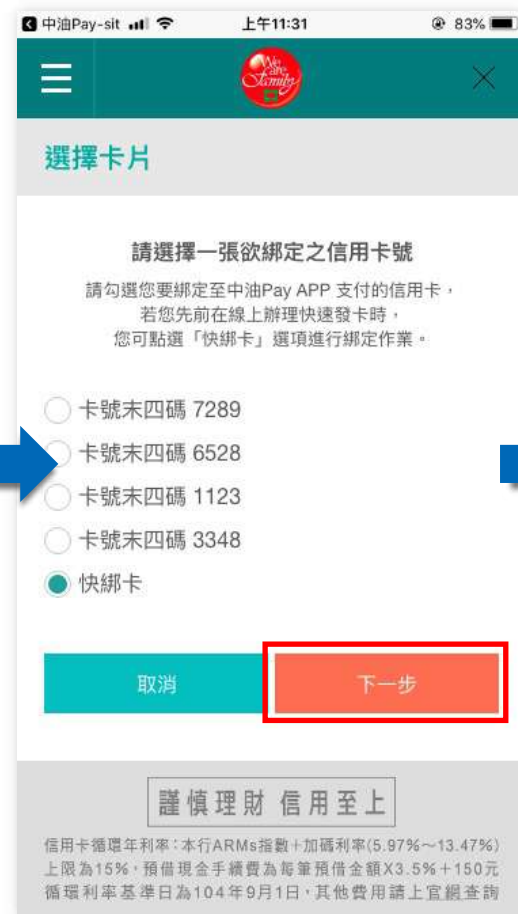 中油Pay-sit
上午11:31
83%
We are Family
選擇卡片
請選擇一張欲綁定之信用卡號
請勾選您要綁定至中油Pay APP 支付的信用卡，
若您先前在線上辦理快速發卡時，
您可點選「快綁卡」選項進行綁定作業。
卡號末四碼 7289
卡號末四碼 6528
卡號末四碼 1123
卡號末四碼 3348
快綁卡
取消
下一步
謹慎理財 信用至上
信用卡循環年利率：本行ARMs指數＋加碼利率(5.97%～13.47%)
上限為15%，預借現金手續費為每筆預借金額X3.5%＋150元
循環利率基準日為104年9月1日，其他費用請上官網查詢